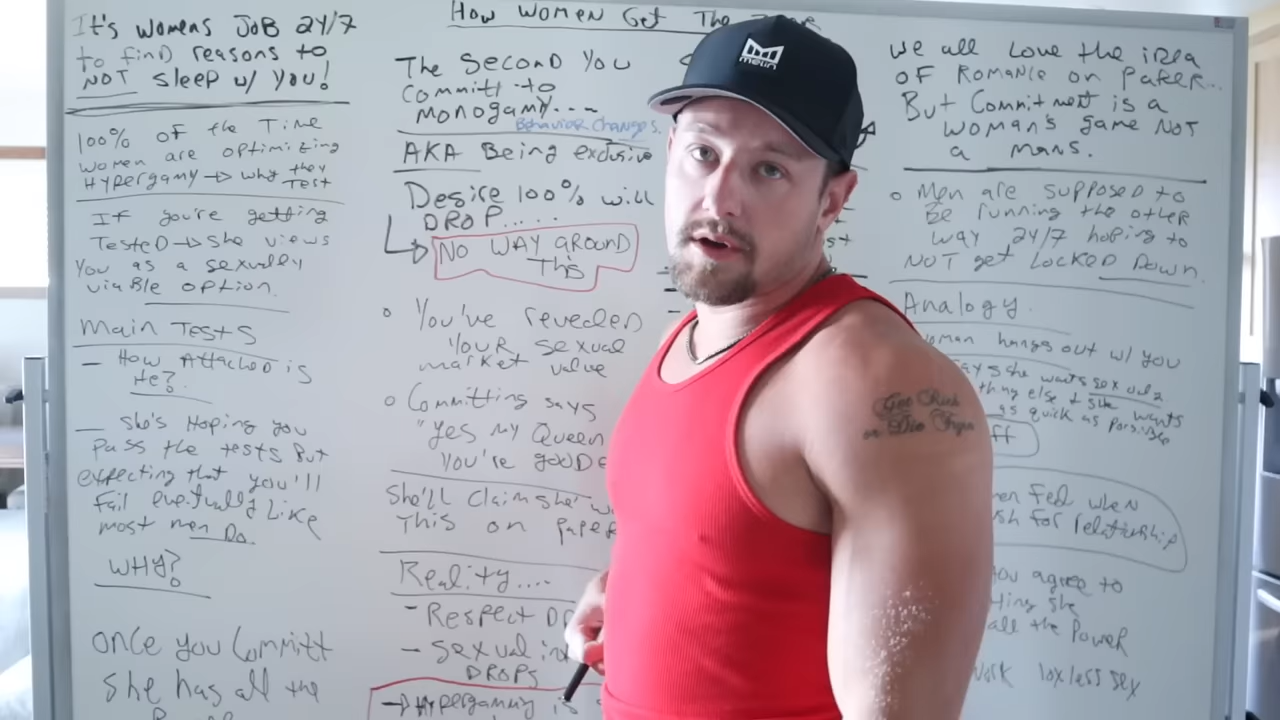 How Women Get The
It's womens JOB 24/7
to find reasons to
NOT sleep w/ you!
100% of the Time
women are optimizing
Hypergamy → why they
Test
If you're getting
Tested → she views
You as a sexually
viable option.
Main Tests
— How Attached is
He?
— she's Hoping you
Pass the tests But
expecting that you'll
Fail eventually like
most men Do.
WHY?
once you Committ
she has all the
The Second You
Committ to
monogamy...
Behavior Changes.
AKA Being exclusive
Desire 100% will
DROP.....
NO WAY around
This
You've revealed
Your sexual
market value
Committing says
"Yes My Queen
You're good
She'll claim she
This on paper
Reality....
- Respect
- sexual
DROPS
→ Hypergamy is
melin
Get Rich
or Die Tryin
we all Love the idea
OF Romance on paper...
But Commitment is a
woman's game NOT
a mans.
Men are supposed to
Be running the other
way 24/7 hoping to
NOT get Locked Down.
Analogy.
hangs out w/ you
she wants sex
else & she wants
as quick as possible
when
for relationship
You agree to
she
all the Power
sex